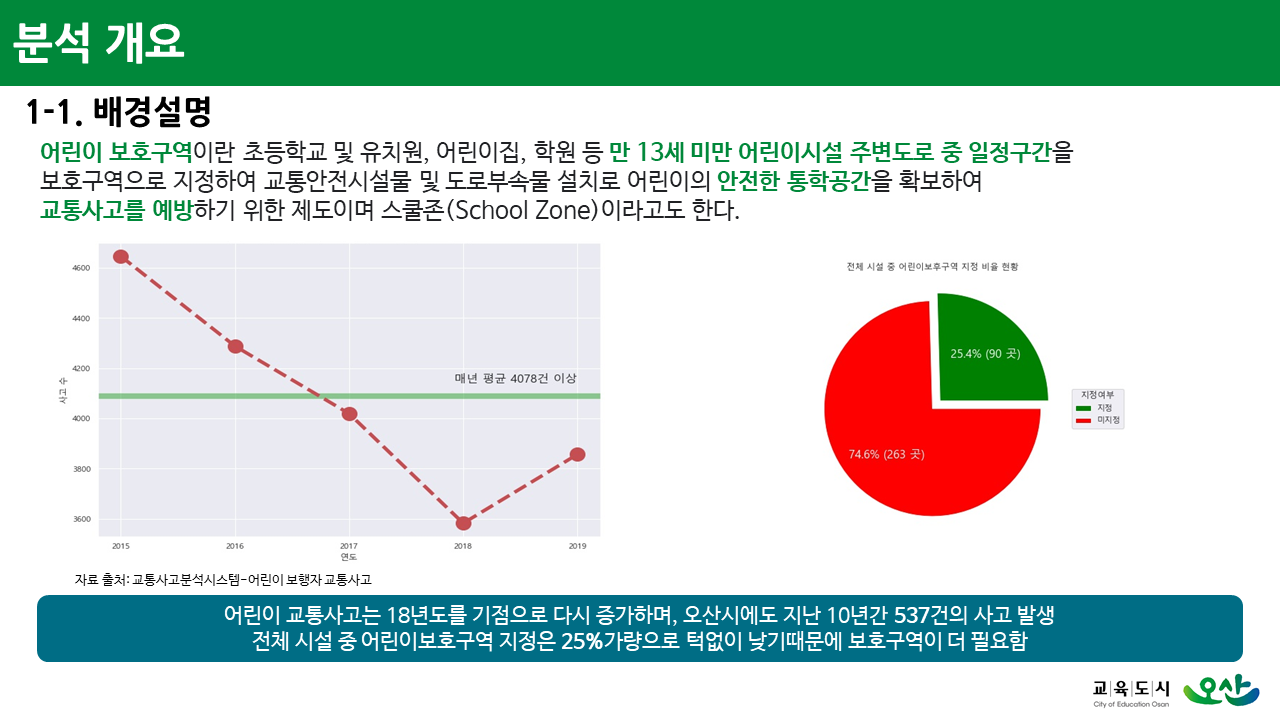 분석 개요
1-1. 배경설명
어린이 보호구역이란 초등학교 및 유치원, 어린이집, 학원 등 만 13세 미만 어린이시설 주변도로 중 일정구간을
보호구역으로 지정하여 교통안전시설물 및 도로부속물 설치로 어린이의 안전한 통학공간을 확보하여
교통사고를 예방하기 위한 제도이며 스쿨존(School Zone)이라고도 한다.
4600
4400
4200
4000
3800
3600
사고 수
매년 평균 4078건 이상
2015
2016
2017
2018
2019
연도
자료 출처: 교통사고분석시스템-어린이 보행자 교통사고
전체 시설 중 어린이보후구역 지정 비율 현황
25.4% (90 곳)
74.6% (263 곳)
지정여부
지정
미지정
어린이 교통사고는 18년도를 기점으로 다시 증가하며, 오산시에도 지난 10년간 537건의 사고 발생
전체 시설 중 어린이보호구역 지정은 25%가량으로 턱없이 낮기때문에 보호구역이 더 필요함
교|육|도|시
City of Education Osan
오산